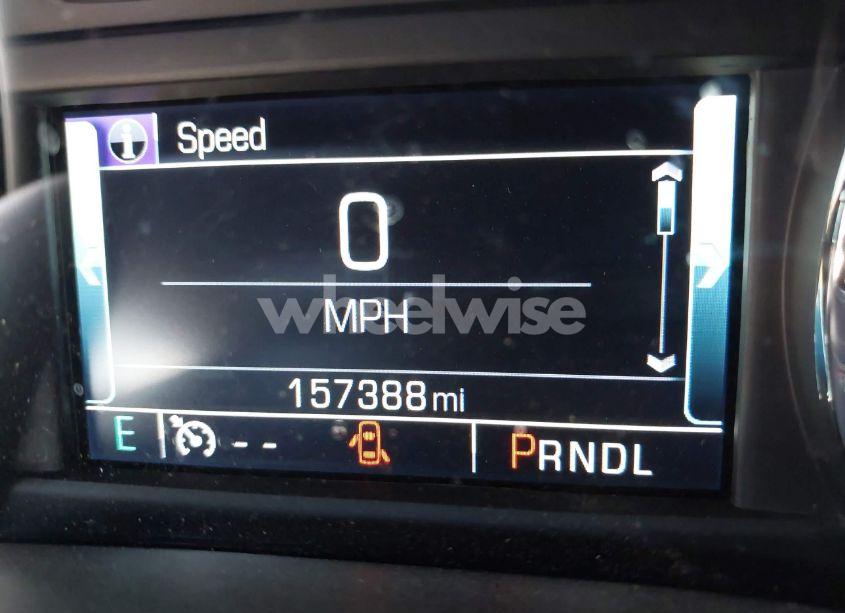 Speed
0
MPH
wheelwise
157388 mi
E -- PRNDL